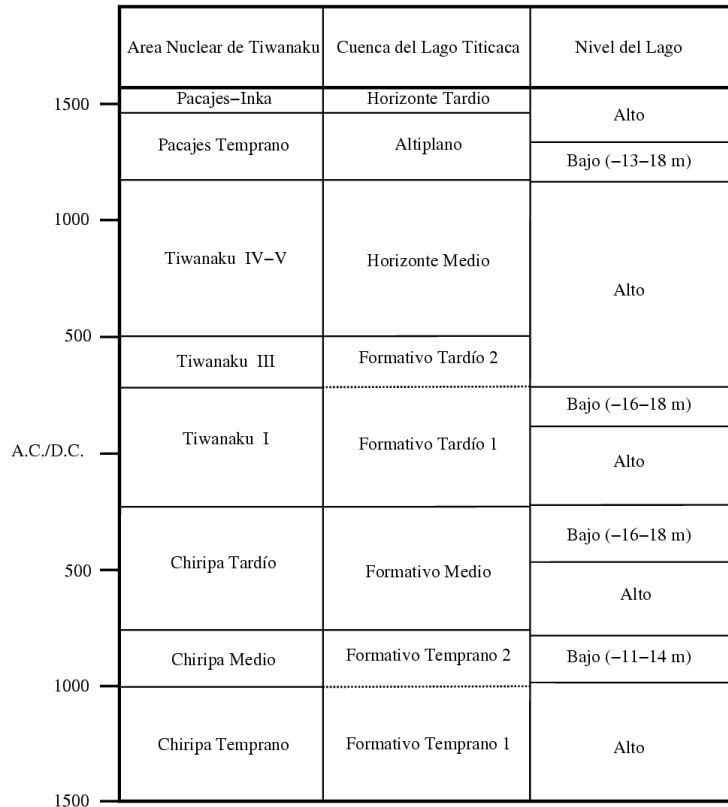 Area Nuclear de Tiwanaku Cuenca del Lago Titicaca Nivel del Lago
1500 Pacajes–Inka Horizonte Tardio
Alto
Pacajes Temprano Altiplano
Bajo (–13–18 m)
1000
Tiwanaku IV–V Horizonte Medio
Alto
500
Tiwanaku III Formativo Tardío 2
Bajo (–16–18 m)
A.C./D.C. Tiwanaku I Formativo Tardío 1
Alto
Bajo (–16–18 m)
500 Chiripa Tardío Formativo Medio
Alto
Chiripa Medio Formativo Temprano 2 Bajo (–11–14 m)
1000
Chiripa Temprano Formativo Temprano 1 Alto
1500